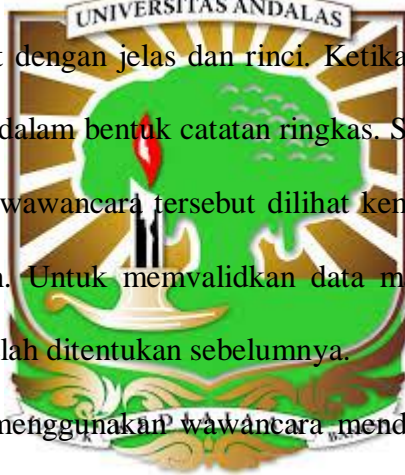 UNIVERSITAS ANDALAS
t dengan jelas dan rinci. Ketika
dalam bentuk catatan ringkas. S
wawancara tersebut dilihat ken
. Untuk memvalidkan data m
lah ditentukan sebelumnya.
menggunakan wawancara mend